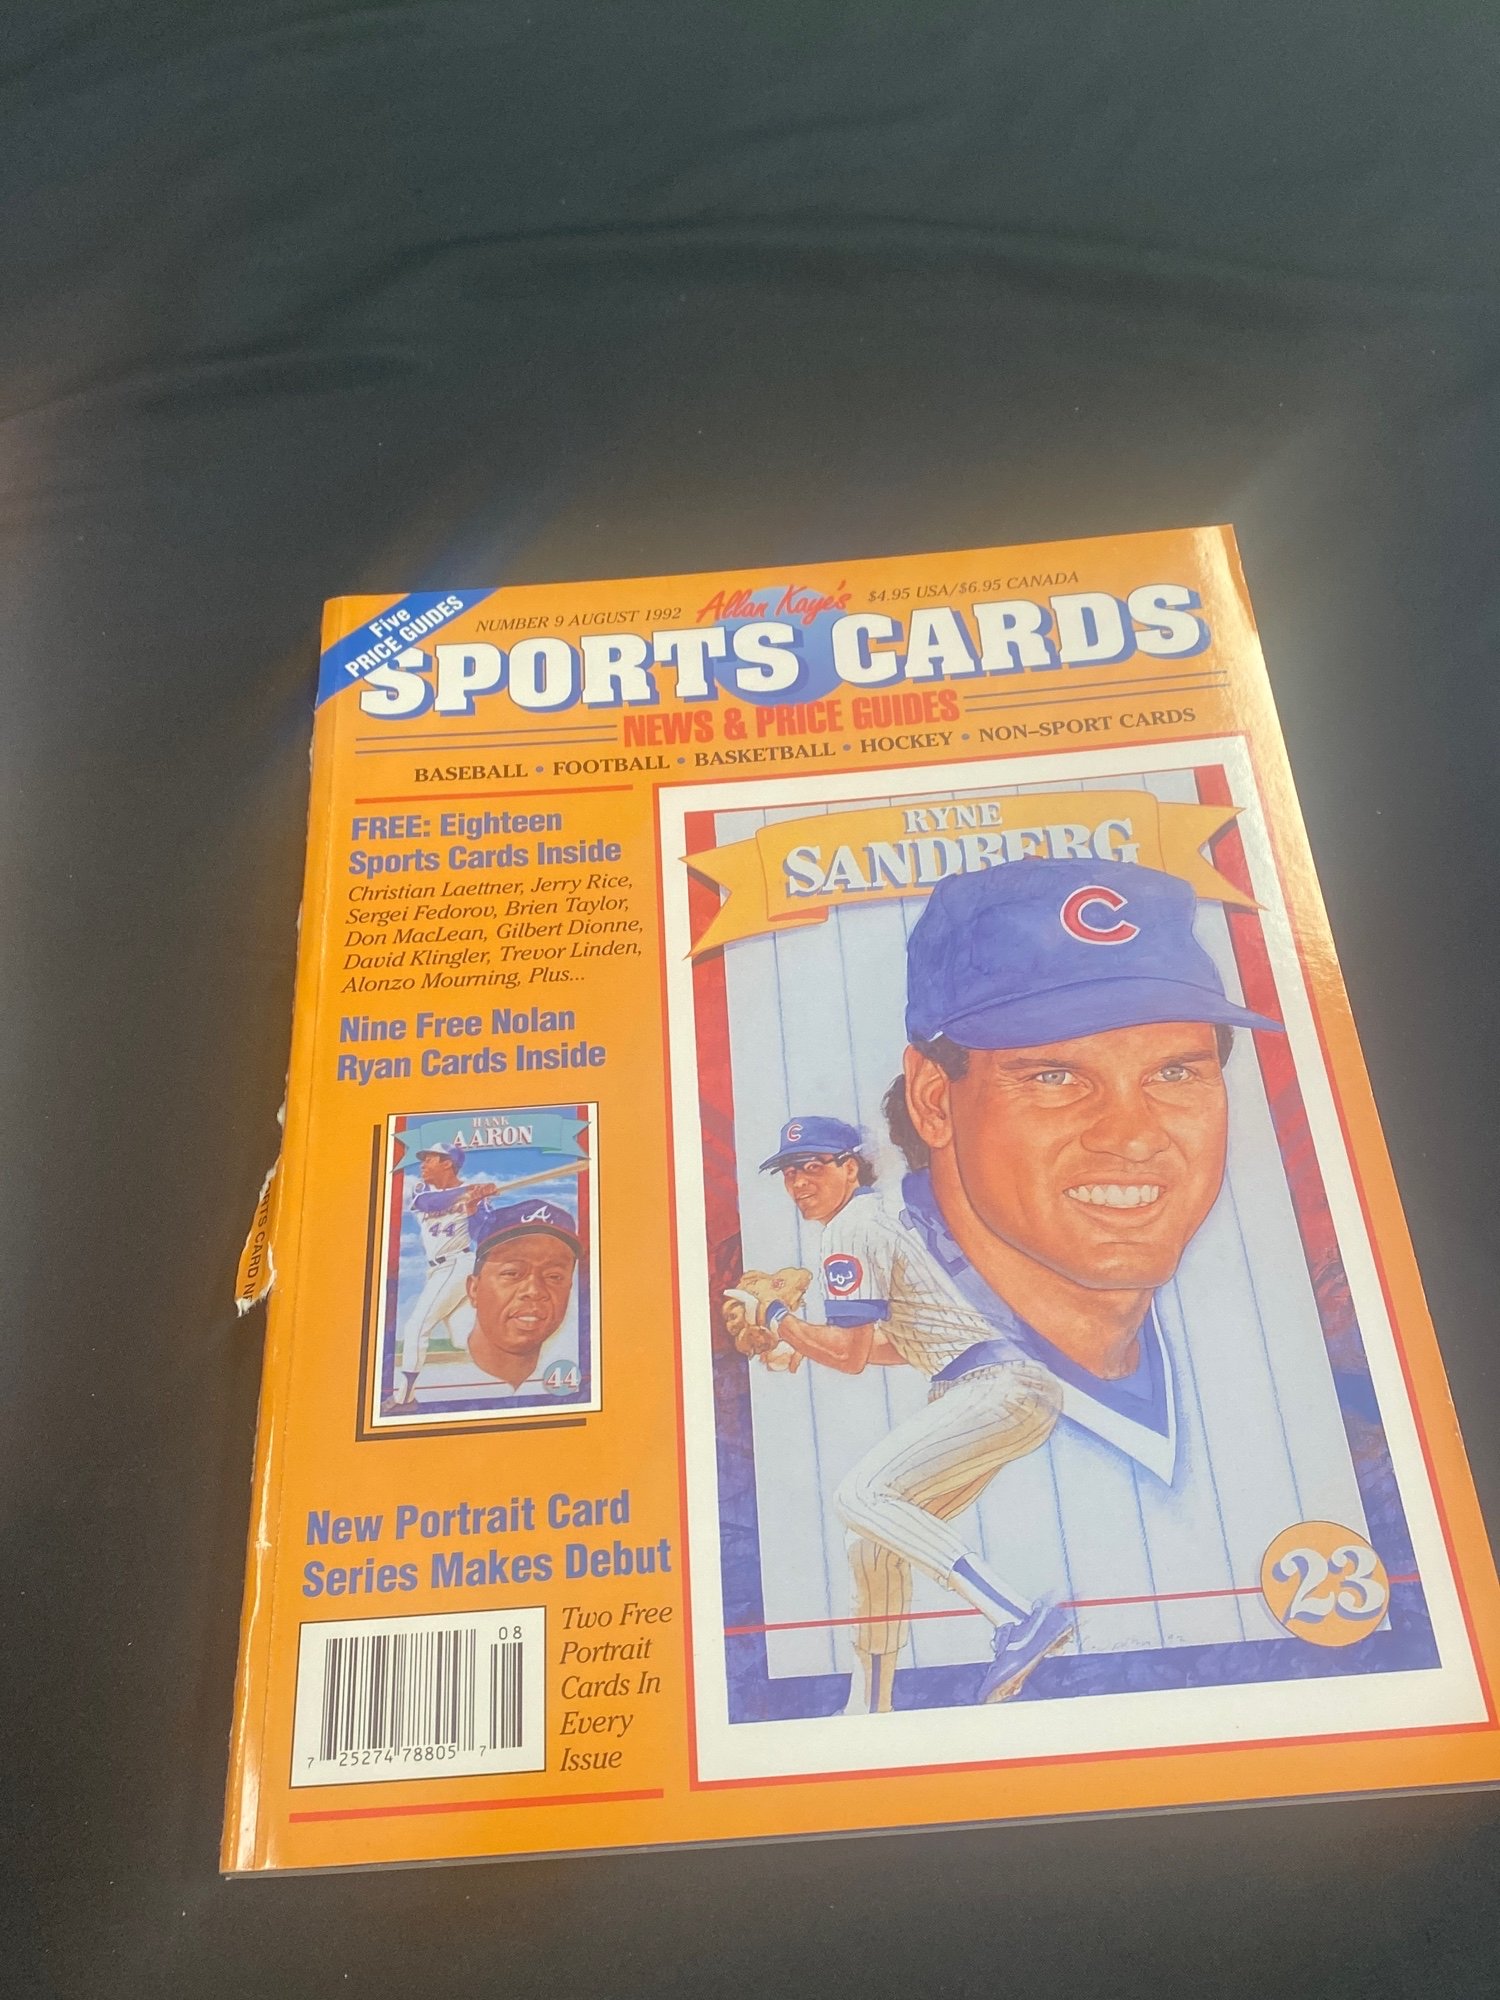 Five
PRICE GUIDES
NUMBER 9 AUGUST 1992
Allan Kaye's
$4.95 USA/$6.95 CANADA
SPORTS CARDS
NEWS & PRICE GUIDES
BASEBALL • FOOTBALL • BASKETBALL • HOCKEY • NON-SPORT CARDS
FREE: Eighteen
Sports Cards Inside
Christian Laettner, Jerry Rice,
Sergei Fedorov, Brien Taylor,
Don MacLean, Gilbert Dionne,
David Klingler, Trevor Linden,
Alonzo Mourning, Plus...
Nine Free Nolan
Ryan Cards Inside
HANK
AARON
A
44
44
New Portrait Card
Series Makes Debut
Two Free
Portrait
Cards In
Every
Issue
08
7 25274 78805 7
RYNE
SANDBERG
C
C
23
CARD